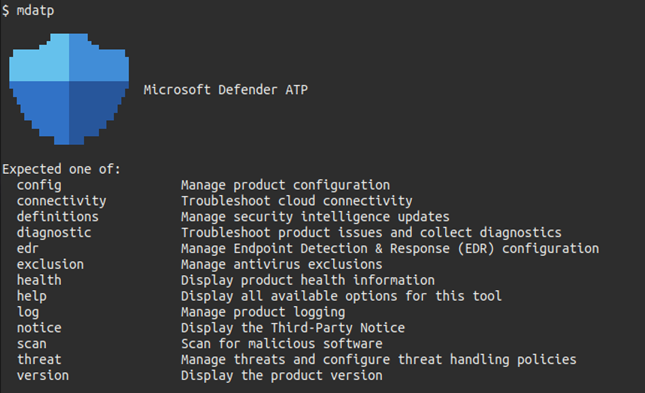 $ mdatp
Microsoft Defender ATP
Expected one of:
config Manage product configuration
connectivity Troubleshoot cloud connectivity
definitions Manage security intelligence updates
diagnostic Troubleshoot product issues and collect diagnostics
edr Manage Endpoint Detection & Response (EDR) configuration
exclusion Manage antivirus exclusions
health Display product health information
help Display all available options for this tool
log Manage product logging
notice Display the Third-Party Notice
scan Scan for malicious software
threat Manage threats and configure threat handling policies
version Display the product version